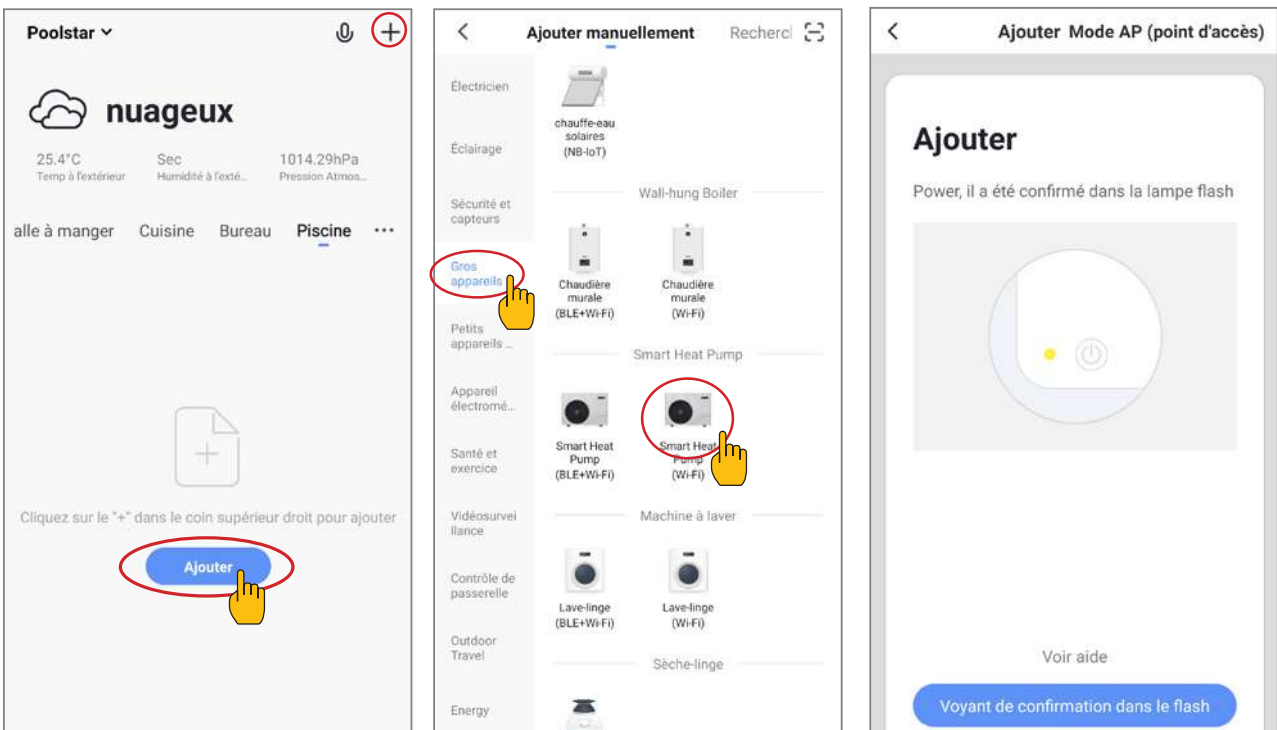 Poolstar
nuageux
25.4°C Sec 1014.29hPa
Temp à l'extérieur Humidité à l'exté... Pression Atmos...
alle à manger Cuisine Bureau Piscine ...
Cliquez sur le "+" dans le coin supérieur droit pour ajouter
Ajouter
Ajouter manuellement Recherc
Électricien
Éclairage
Sécurité et
capteurs
Gros
appareils
Petits
appareils ...
Appareil
électromé...
Santé et
exercice
Vidéosurvei
llance
Contrôle de
passerelle
Outdoor
Travel
Energy
chauffe-eau
solaires
(NB-IoT)
Wall-hung Boiler
Chaudière
murale
(BLE+Wi-Fi)
Chaudière
murale
(Wi-Fi)
Smart Heat Pump
Smart Heat
Pump
(BLE+Wi-Fi)
Smart Heat
Pump
(Wi-Fi)
Machine à laver
Lave-linge
(BLE+Wi-Fi)
Lave-linge
(Wi-Fi)
Sèche-linge
Ajouter Mode AP (point d'accès)
Ajouter
Power, il a été confirmé dans la lampe flash
Voir aide
Voyant de confirmation dans le flash